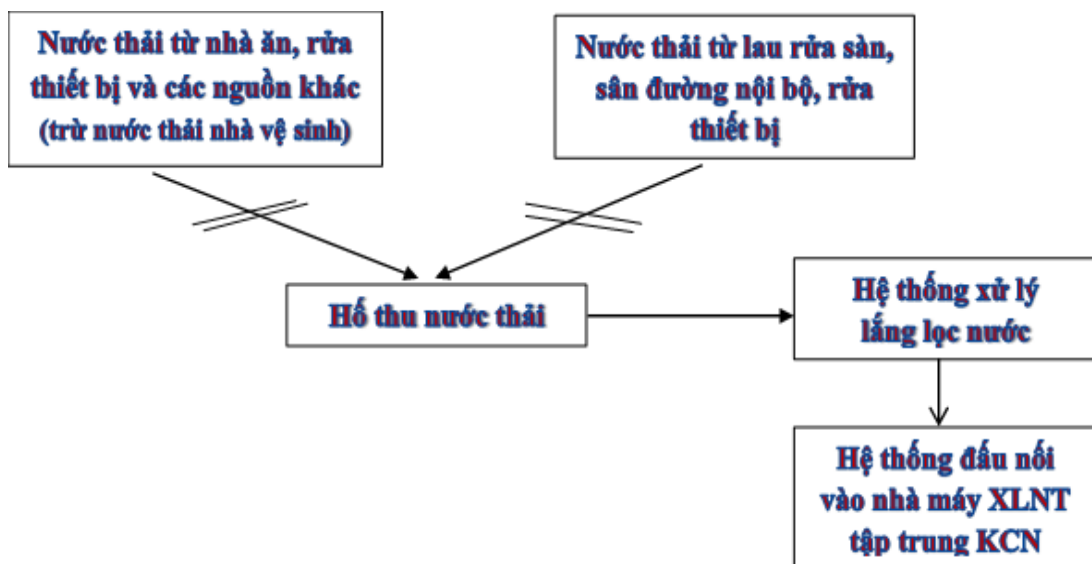 Nước thải từ nhà ăn, rửa
thiết bị và các nguồn khác
(trừ nước thải nhà vệ sinh)
Nước thải từ lau rửa sàn,
sân đường nội bộ, rửa
thiết bị
Hố thu nước thải
Hệ thống xử lý
lắng lọc nước
Hệ thống đấu nối
vào nhà máy XLNT
tập trung KCN